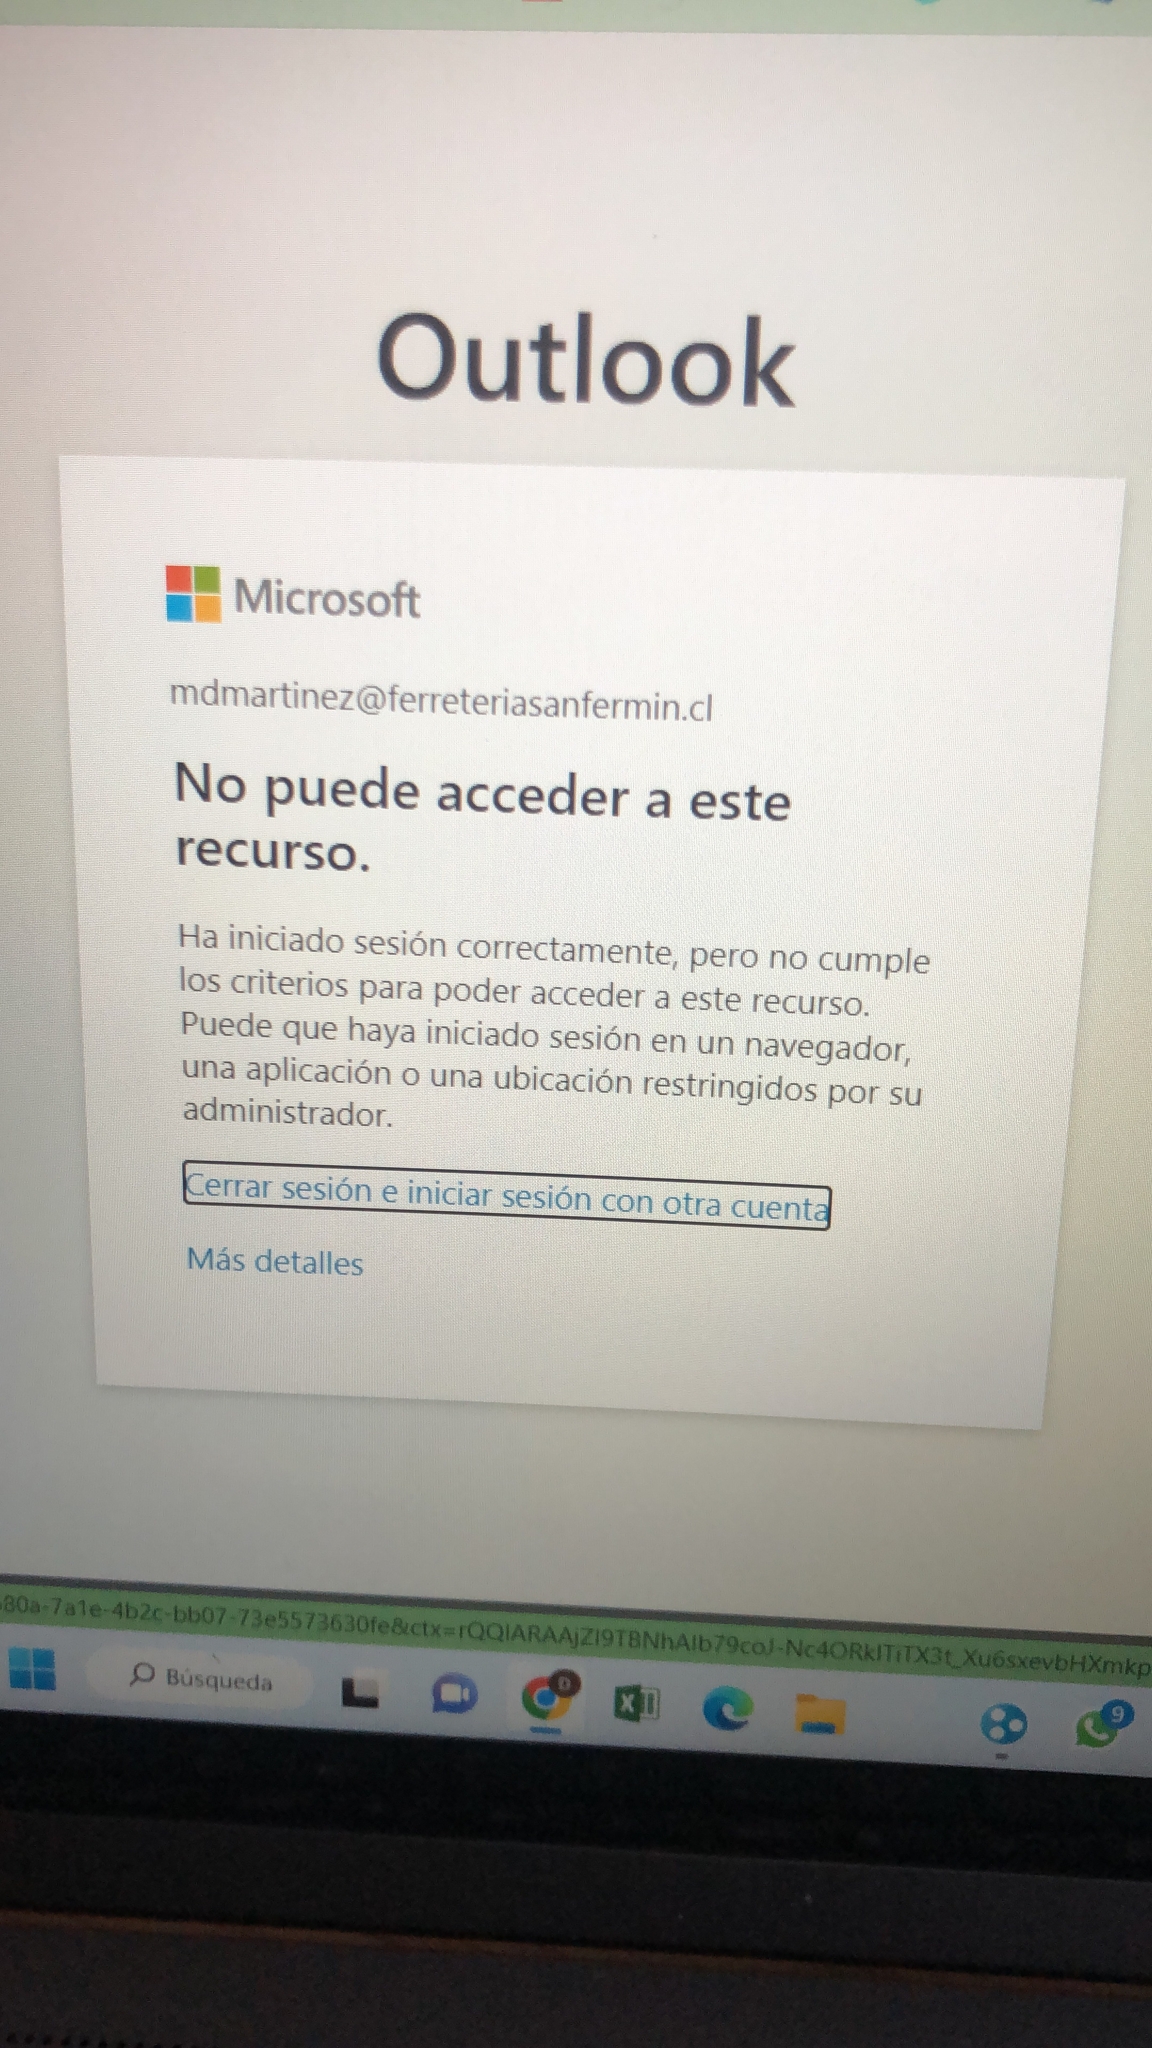 Outlook
Microsoft
mdmartinez@ferreteriasanfermin.cl
No puede acceder a este
recurso.
Ha iniciado sesión correctamente, pero no cumple
los criterios para poder acceder a este recurso.
Puede que haya iniciado sesión en un navegador,
una aplicación o una ubicación restringidos por su
administrador.
Cerrar sesión e iniciar sesión con otra cuenta
Más detalles
80a-7a1e-4b2c-bb07-73e5573630fe&ctx=
Búsqueda
D
9